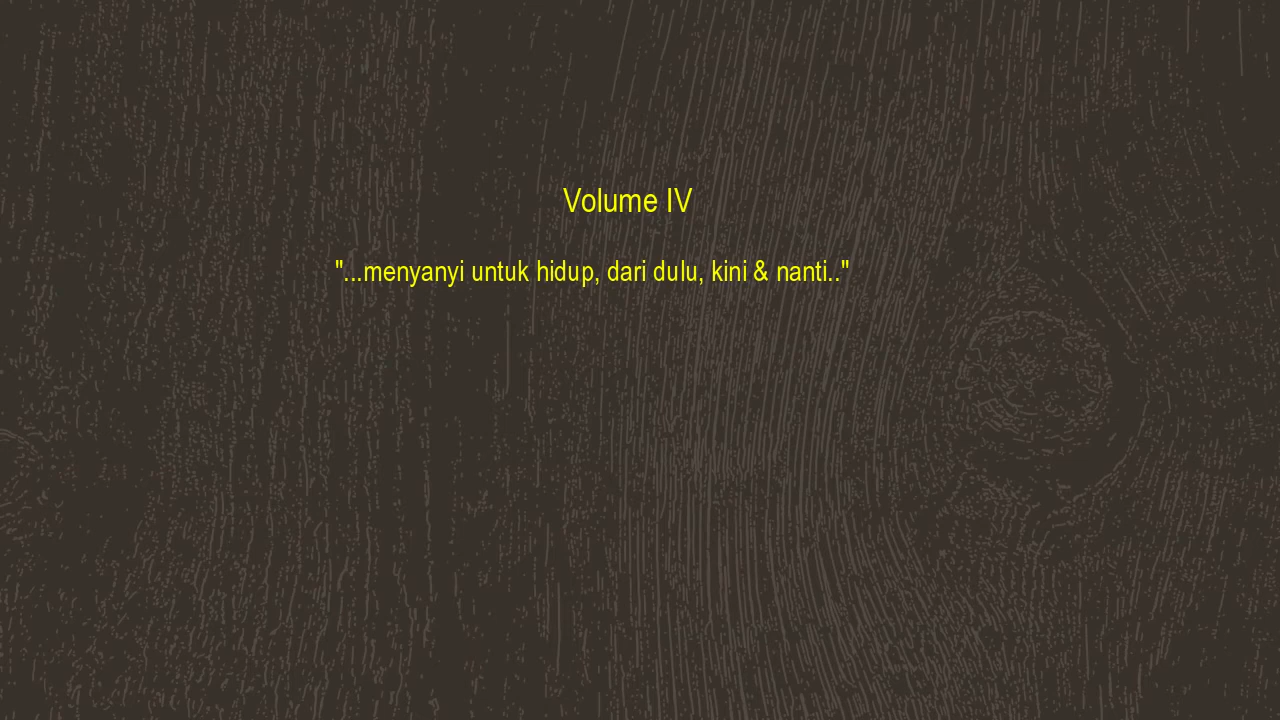 Volume IV
"...menyanyi untuk hidup, dari dulu, kini & nanti.."